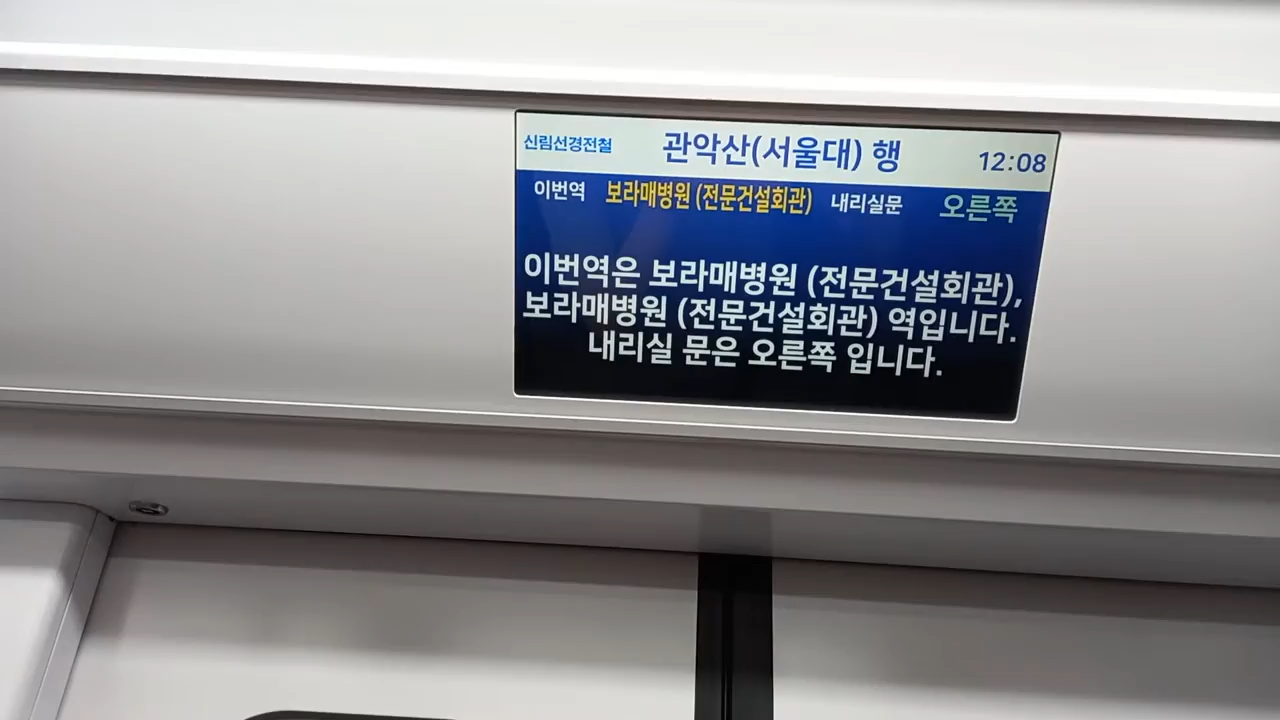 신림선경전철 관악산(서울대) 행 12:08
이번역 보라매병원 (전문건설회관) 내리실문 오른쪽
이번역은 보라매병원 (전문건설회관),
보라매병원 (전문건설회관) 역입니다.
내리실 문은 오른쪽 입니다.